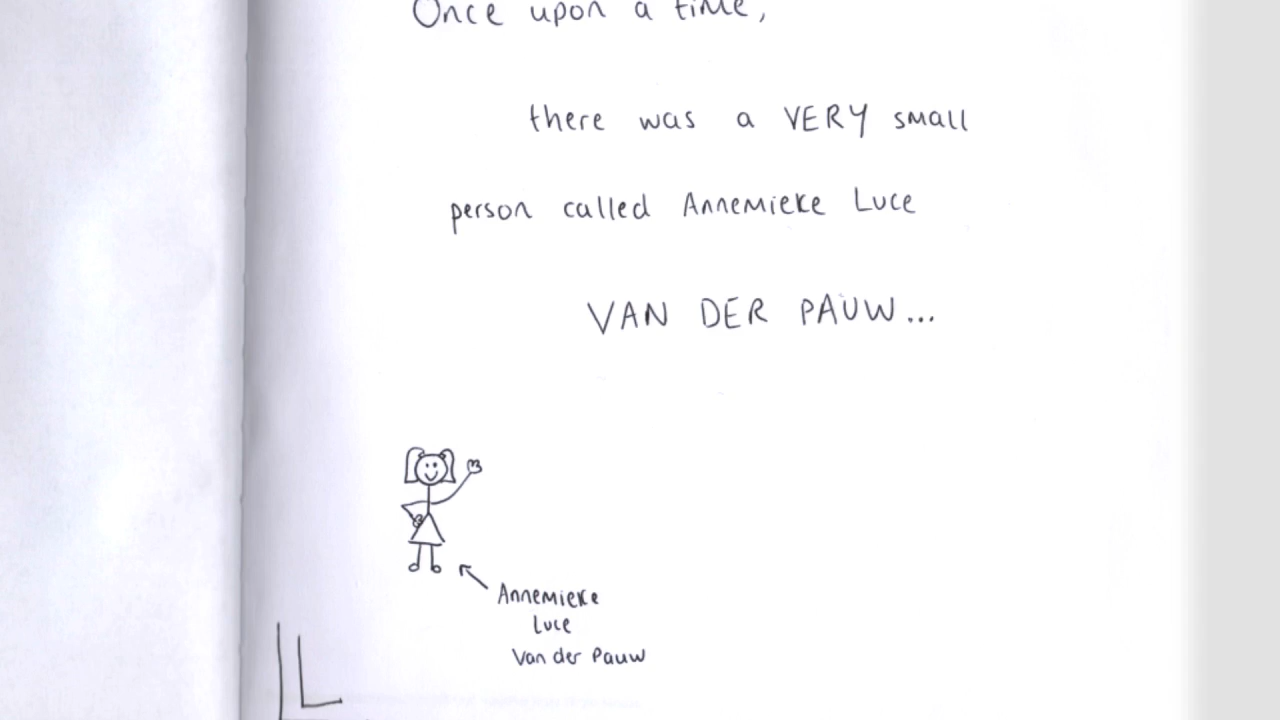 Once upon a time,
there was a VERY small
person called Annemieke Luce
VAN DER PAUW...
Annemieke
Luce
Van der Pauw